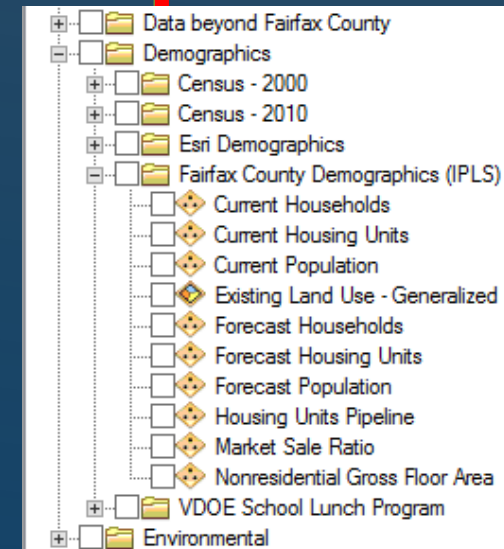 Data beyond Fairfax County
Demographics
Census - 2000
Census - 2010
Esri Demographics
Fairfax County Demographics (IPLS)
Current Households
Current Housing Units
Current Population
Existing Land Use - Generalized
Forecast Households
Forecast Housing Units
Forecast Population
Housing Units Pipeline
Market Sale Ratio
Nonresidential Gross Floor Area
VDOE School Lunch Program
Environmental